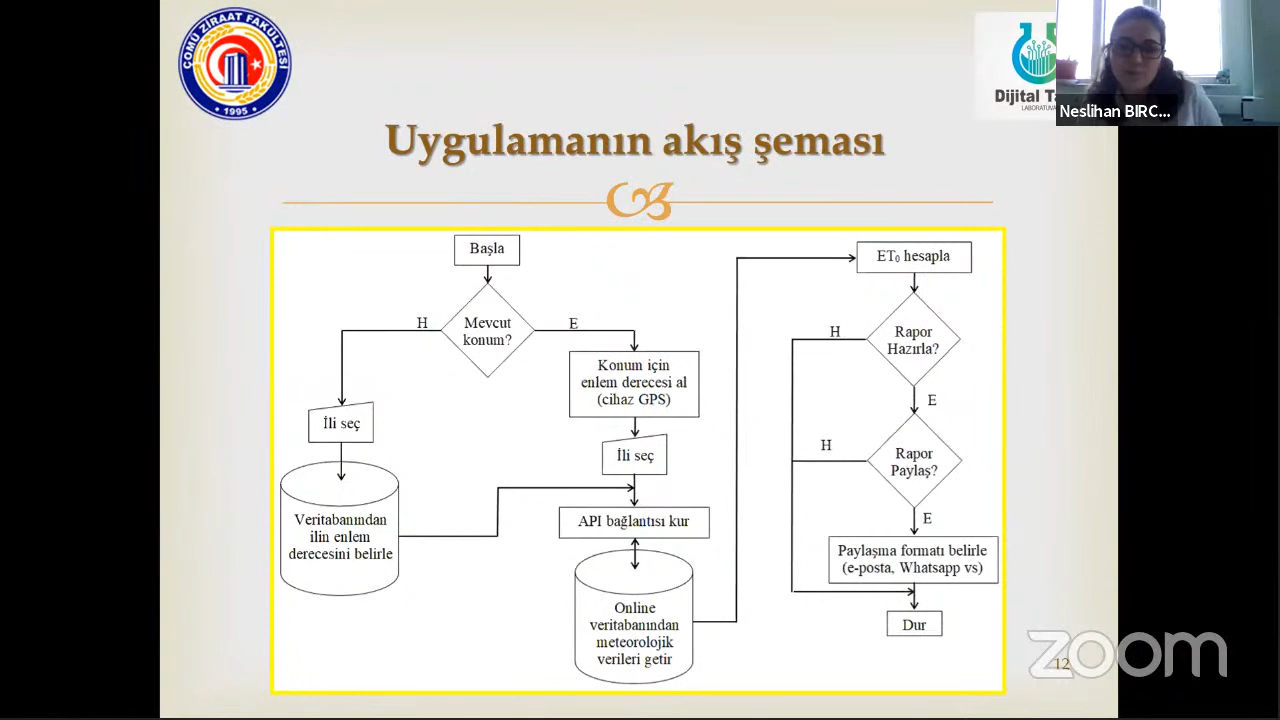 ÇOMÜ ZİRAAT FAKÜLTESİ
• 1995 •
Dijital Ta
LABORATUVA
Neslihan BIRC...
Uygulamanın akış şeması
Başla
Mevcut
konum?
H
E
Konum için
enlem derecesi al
(cihaz GPS)
İli seç
İli seç
Veritabanından
ilin enlem
derecesini belirle
API bağlantısı kur
Online
veritabanından
meteorolojik
verileri getir
ET₀ hesapla
Rapor
Hazırla?
H
E
Rapor
Paylaş?
H
E
Paylaşma formatı belirle
(e-posta, Whatsapp vs)
Dur
12
zoom